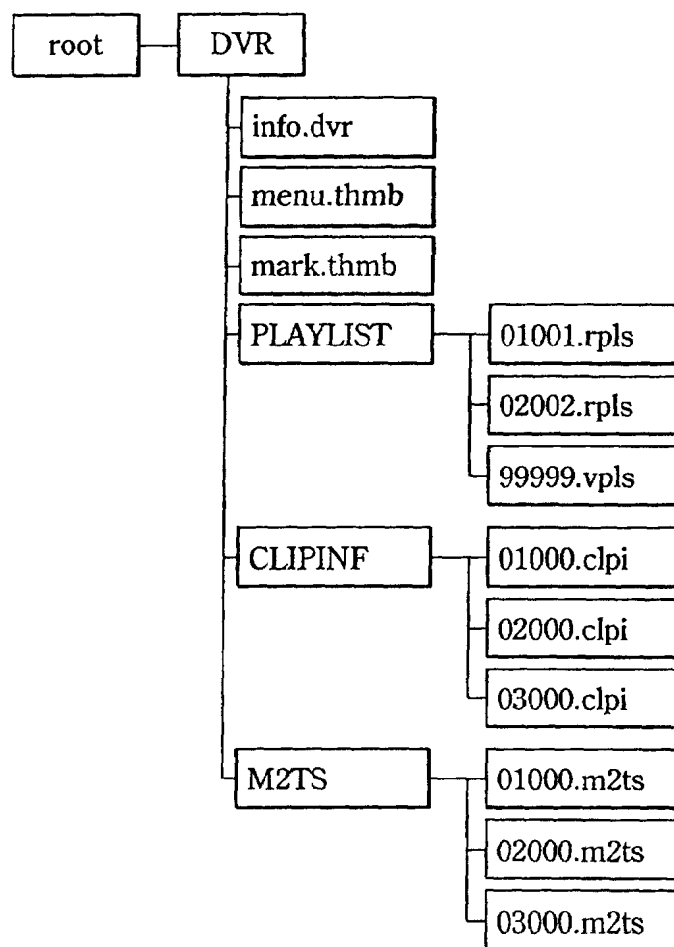 root
DVR
info.dvr
menu.thmb
mark.thmb
PLAYLIST
01001.rpls
02002.rpls
99999.vpls
CLIPINF
01000.clpi
02000.clpi
03000.clpi
M2TS
01000.m2ts
02000.m2ts
03000.m2ts